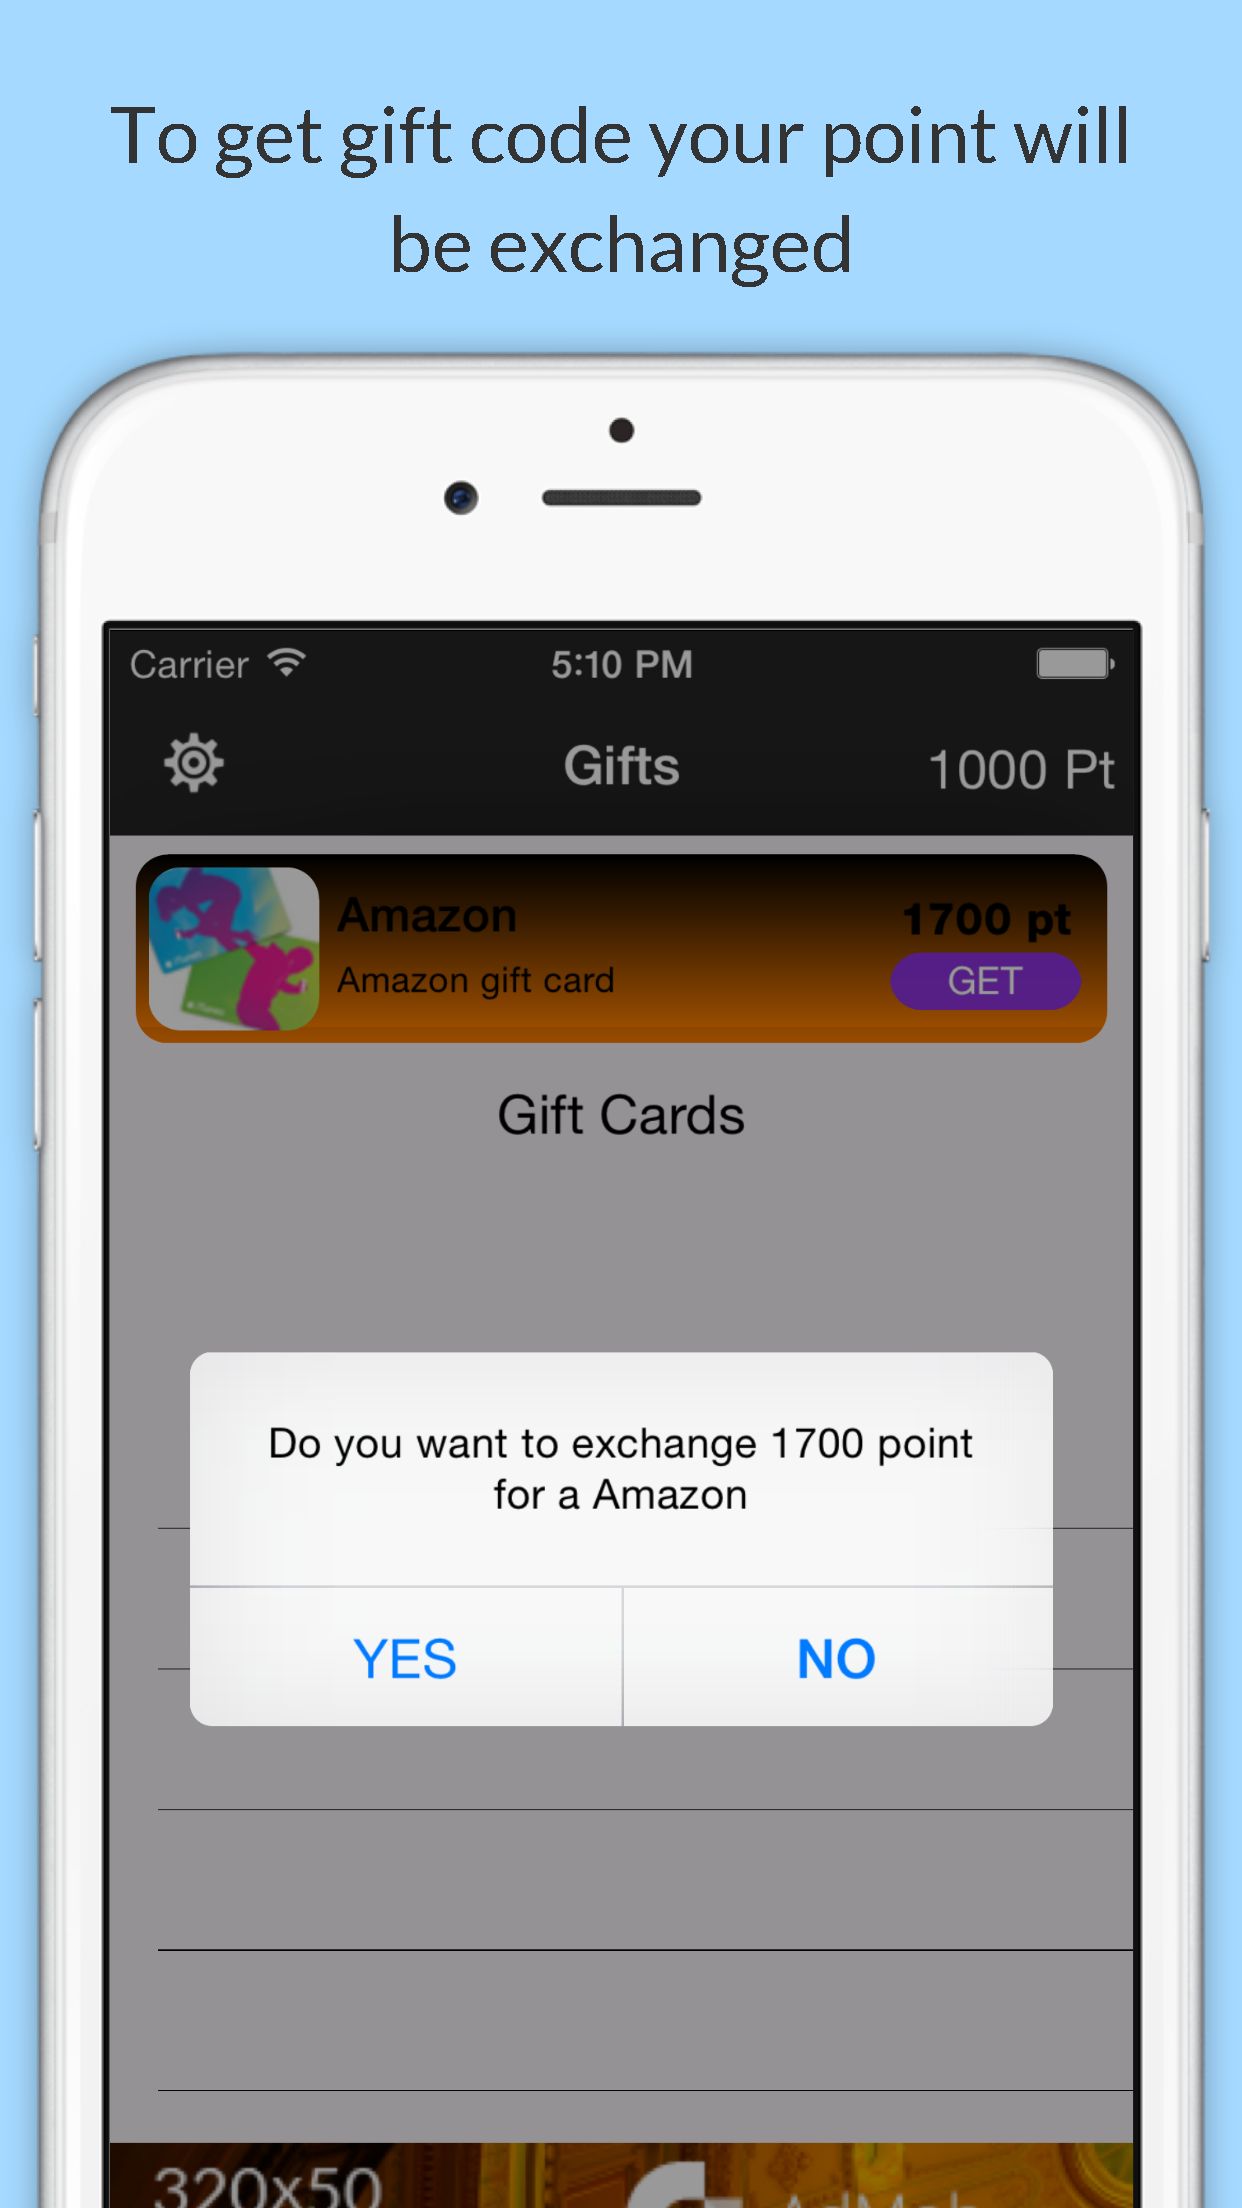 To get gift code your point will
be exchanged
Carrier 5:10 PM
Gifts 1000 Pt
Amazon 1700 pt
Amazon gift card GET
Gift Cards
Do you want to exchange 1700 point
for a Amazon
YES NO
320x50 AdMob